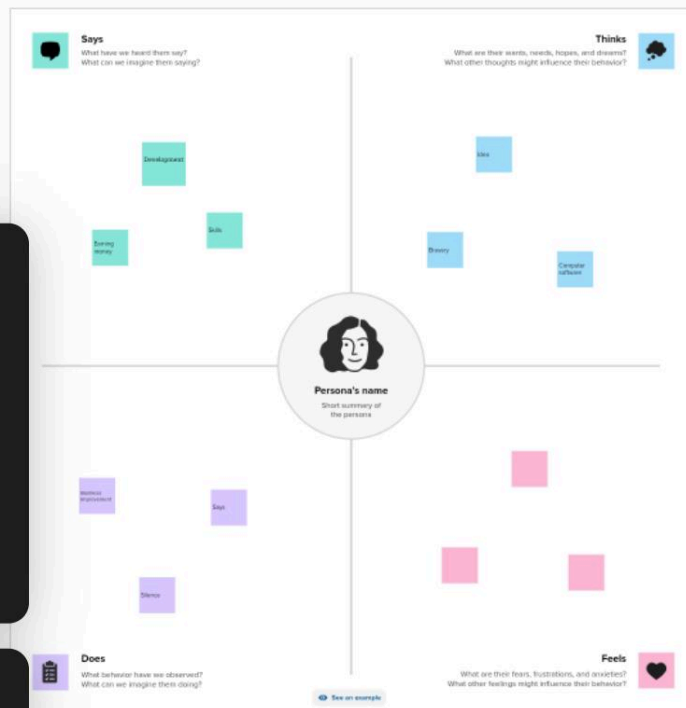 Says
What have we heard them say?
What can we imagine them saying?
Thinks
What are their wants, needs, hopes, and dreams?
What other thoughts might influence their behavior?
Development
Skills
Earning
money
Idea
Bravery
Computer
software
Persona's name
Short summary of
the persona
improvement
Says
Silence
Does
What behavior have we observed?
What can we imagine them doing?
Feels
What are their fears, frustrations, and anxieties?
What other feelings might influence their behavior?
See an example